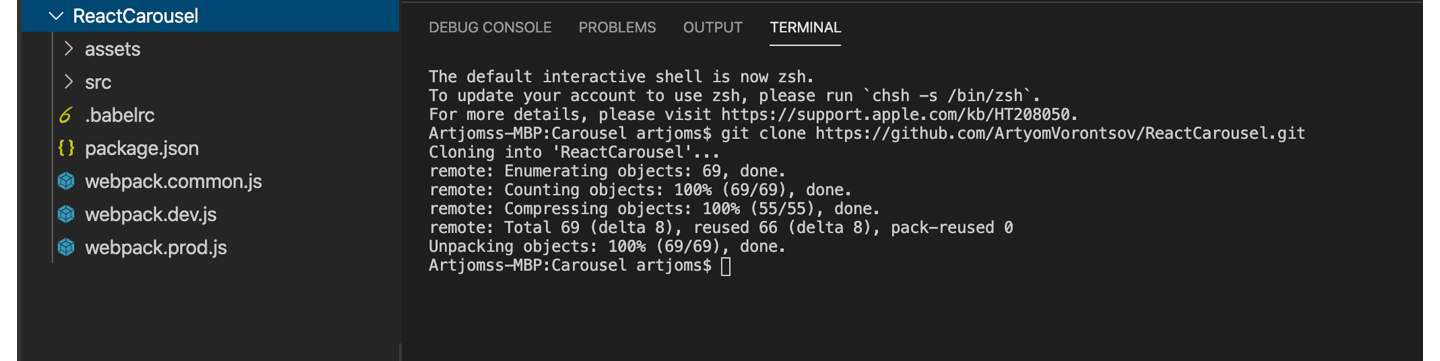 ReactCarousel
assets
src
.babelrc
package.json
webpack.common.js
webpack.dev.js
webpack.prod.js
DEBUG CONSOLE PROBLEMS OUTPUT TERMINAL
The default interactive shell is now zsh.
To update your account to use zsh, please run `chsh -s /bin/zsh`.
For more details, please visit https://support.apple.com/kb/HT208050.
Artjomss-MBP:Carousel artjoms$ git clone https://github.com/ArtyomVorontsov/ReactCarousel.git
Cloning into 'ReactCarousel'...
remote: Enumerating objects: 69, done.
remote: Counting objects: 100% (69/69), done.
remote: Compressing objects: 100% (55/55), done.
remote: Total 69 (delta 8), reused 66 (delta 8), pack-reused 0
Unpacking objects: 100% (69/69), done.
Artjomss-MBP:Carousel artjoms$